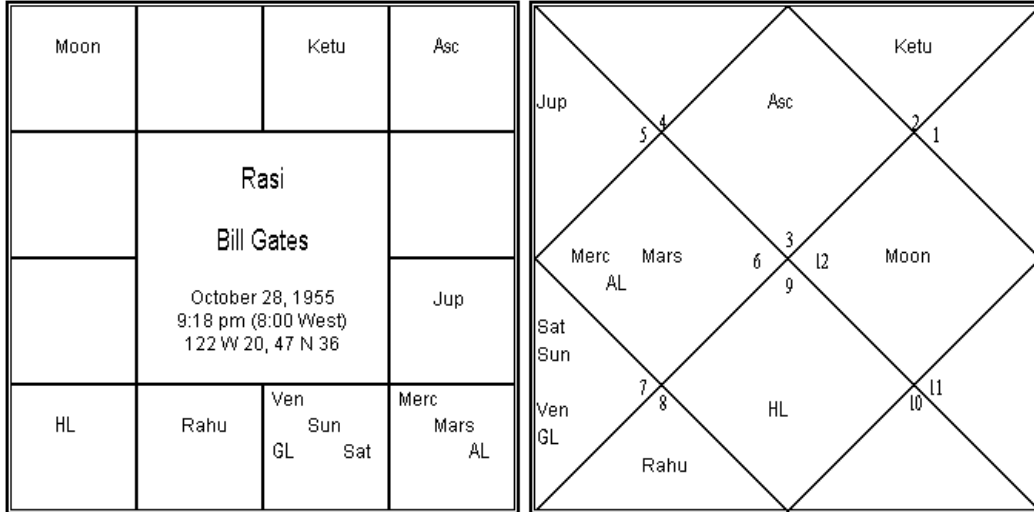 Moon Ketu Asc
Rasi
Bill Gates
October 28, 1955
9:18 pm (8:00 West)
122 W 20, 47 N 36
Jup
HL Rahu Ven Merc
Sun Mars
GL Sat AL
Ketu
Jup Asc
4 2
5 1
3
Merc Mars 6 12 Moon
9
AL
Sat
Sun
7 11
8 10
Ven HL
GL
Rahu